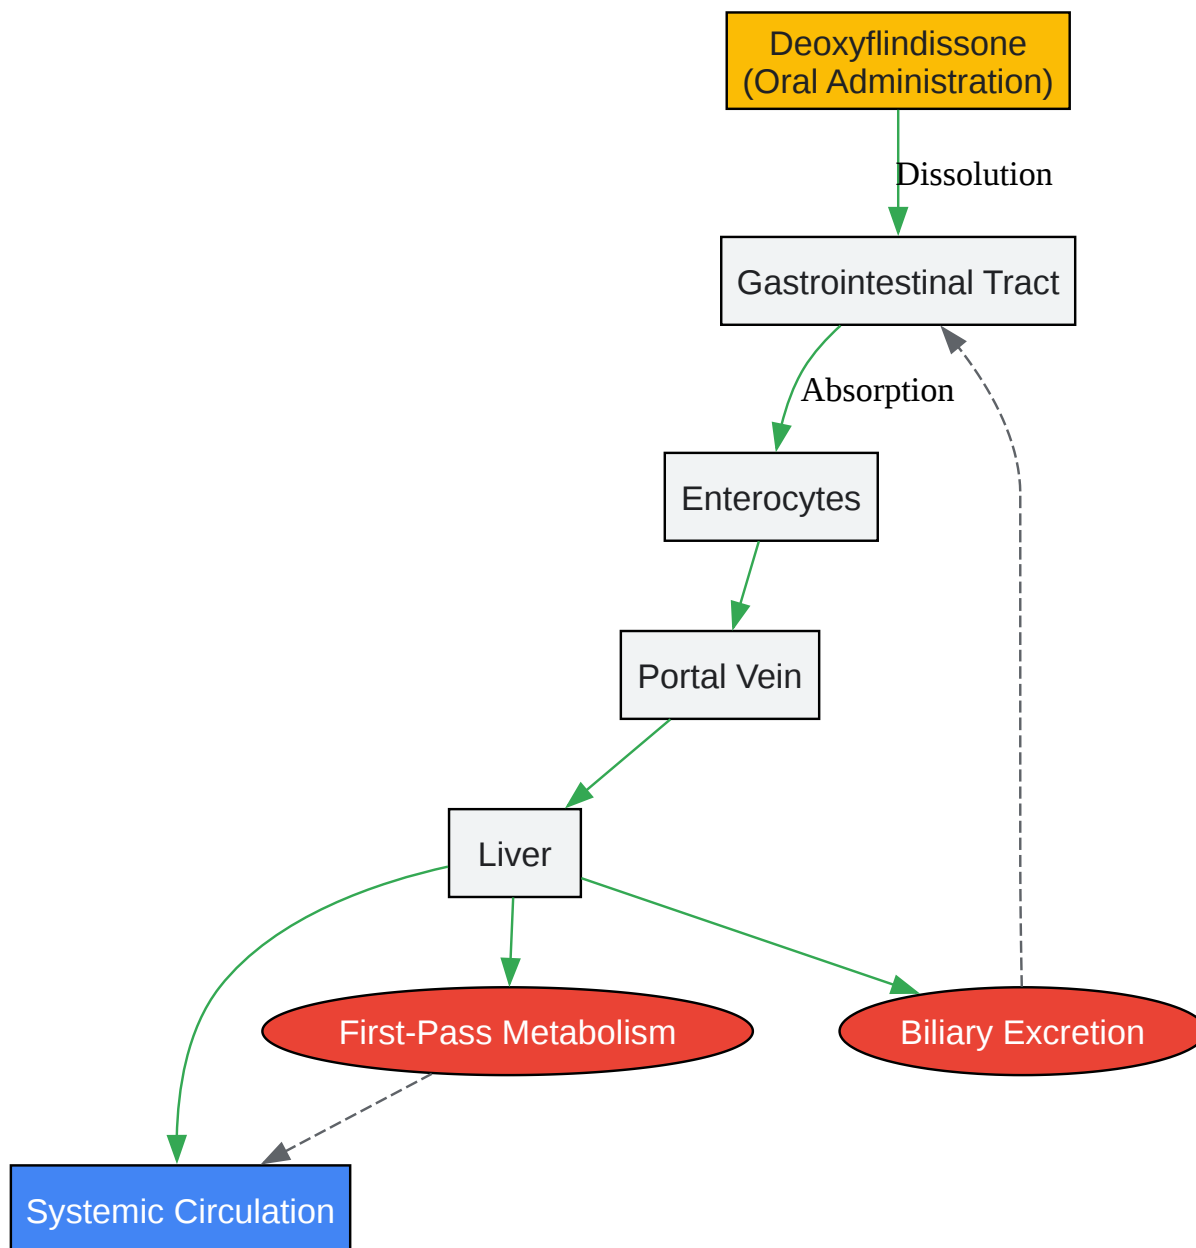 Deoxyflindissone
(Oral Administration)
Dissolution
Gastrointestinal Tract
Absorption
Enterocytes
Portal Vein
Liver
First-Pass Metabolism
Biliary Excretion
Systemic Circulation